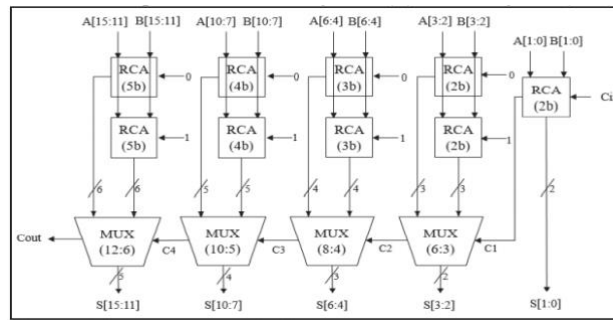 A[15:11] B[15:11] A[10:7] B[10:7] A[6:4] B[6:4] A[3:2] B[3:2]
A[1:0] B[1:0]
RCA (5b) 0 RCA (4b) 0 RCA (3b) 0 RCA (2b) 0 RCA (2b) Ci
RCA (5b) 1 RCA (4b) 1 RCA (3b) 1 RCA (2b) 1
6 6 5 5 4 4 3 3 2
Cout MUX (12:6) C4 MUX (10:5) C3 MUX (8:4) C2 MUX (6:3) C1
5 4 3 2
S[15:11] S[10:7] S[6:4] S[3:2] S[1:0]